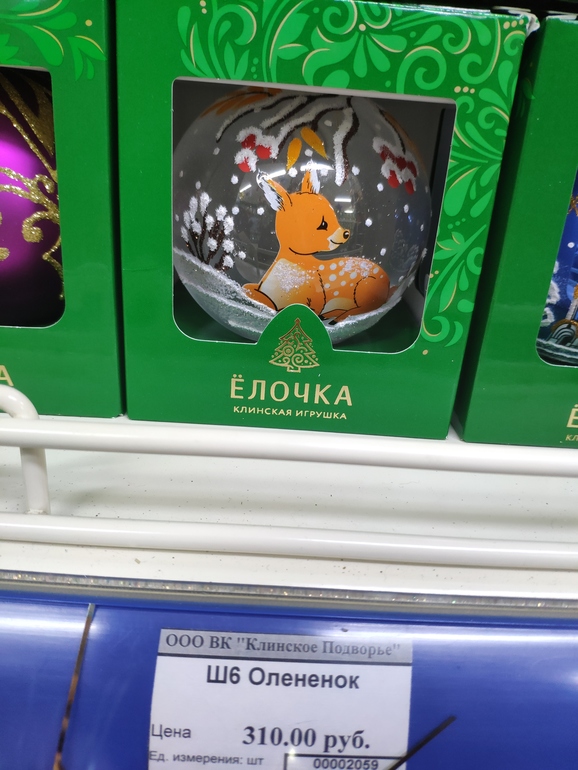 ЁЛОЧКА
КЛИНСКАЯ ИГРУШКА
ООО ВК "Клинское Подворье"
Ш6 Олененок
Цена 310.00 руб.
Ед. измерения: шт 00002059